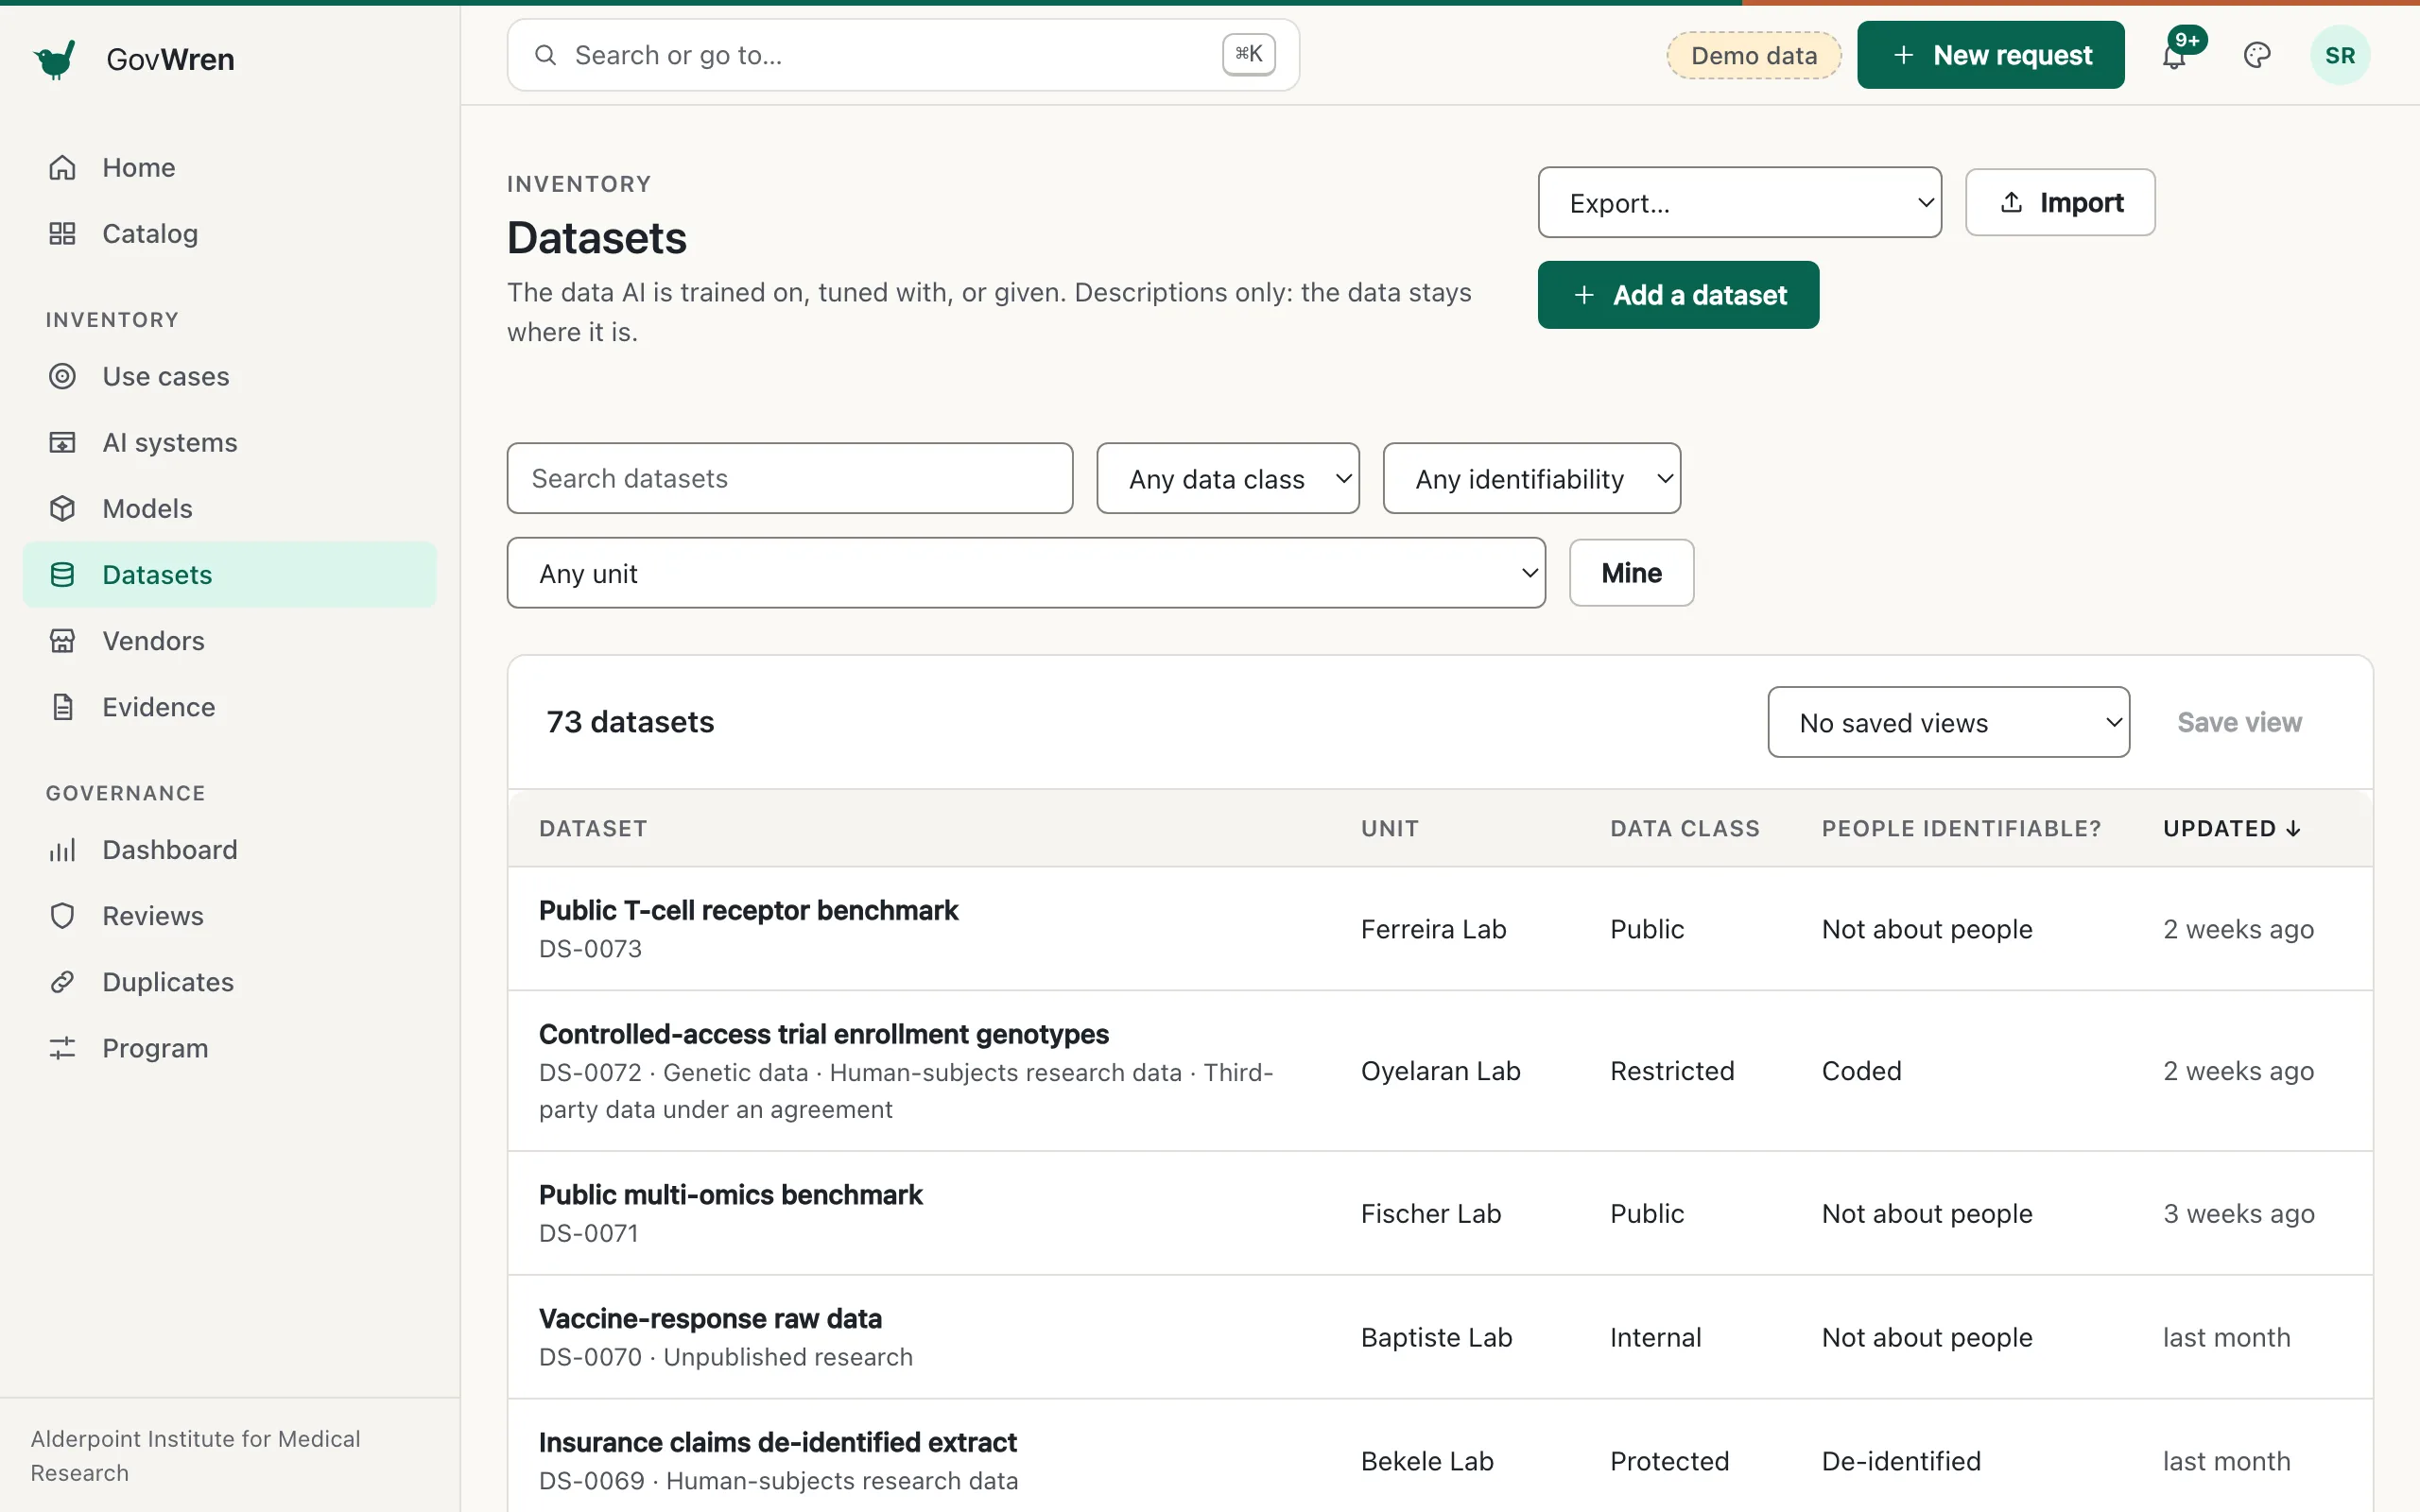 GovWren
Search or go to...
⌘K
Demo data
New request
9+
SR
Home
Catalog
INVENTORY
Use cases
AI systems
Models
Datasets
Vendors
Evidence
GOVERNANCE
Dashboard
Reviews
Duplicates
Program
Alderpoint Institute for Medical
Research
INVENTORY
Datasets
The data AI is trained on, tuned with, or given. Descriptions only: the data stays
where it is.
Export...
Import
Add a dataset
Search datasets
Any data class
Any identifiability
Any unit
Mine
73 datasets
No saved views
Save view
DATASET UNIT DATA CLASS PEOPLE IDENTIFIABLE? UPDATED ↓
Public T-cell receptor benchmark
DS-0073
Ferreira Lab Public Not about people 2 weeks ago
Controlled-access trial enrollment genotypes
DS-0072 · Genetic data · Human-subjects research data · Third-
party data under an agreement
Oyelaran Lab Restricted Coded 2 weeks ago
Public multi-omics benchmark
DS-0071
Fischer Lab Public Not about people 3 weeks ago
Vaccine-response raw data
DS-0070 · Unpublished research
Baptiste Lab Internal Not about people last month
Insurance claims de-identified extract
DS-0069 · Human-subjects research data
Bekele Lab Protected De-identified last month